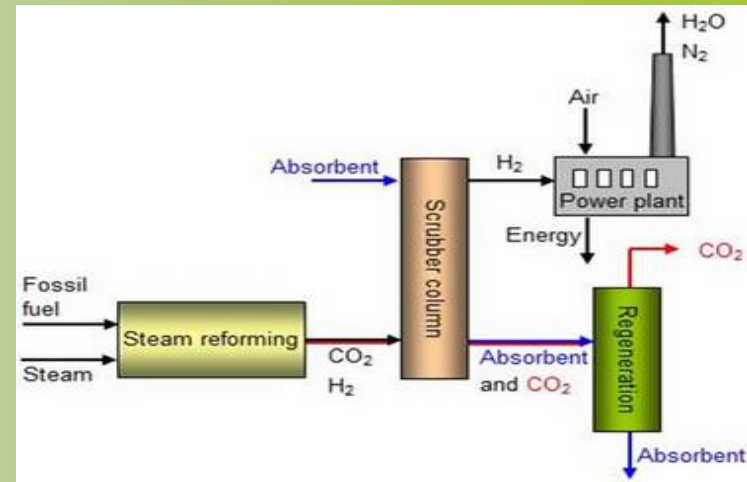 H₂O
N₂
Air
Absorbent
H₂
Power plant
Scrubber column
Energy
CO₂
Fossil
fuel
Steam reforming
Steam
CO₂
H₂
Absorbent
and CO₂
Regeneration
Absorbent